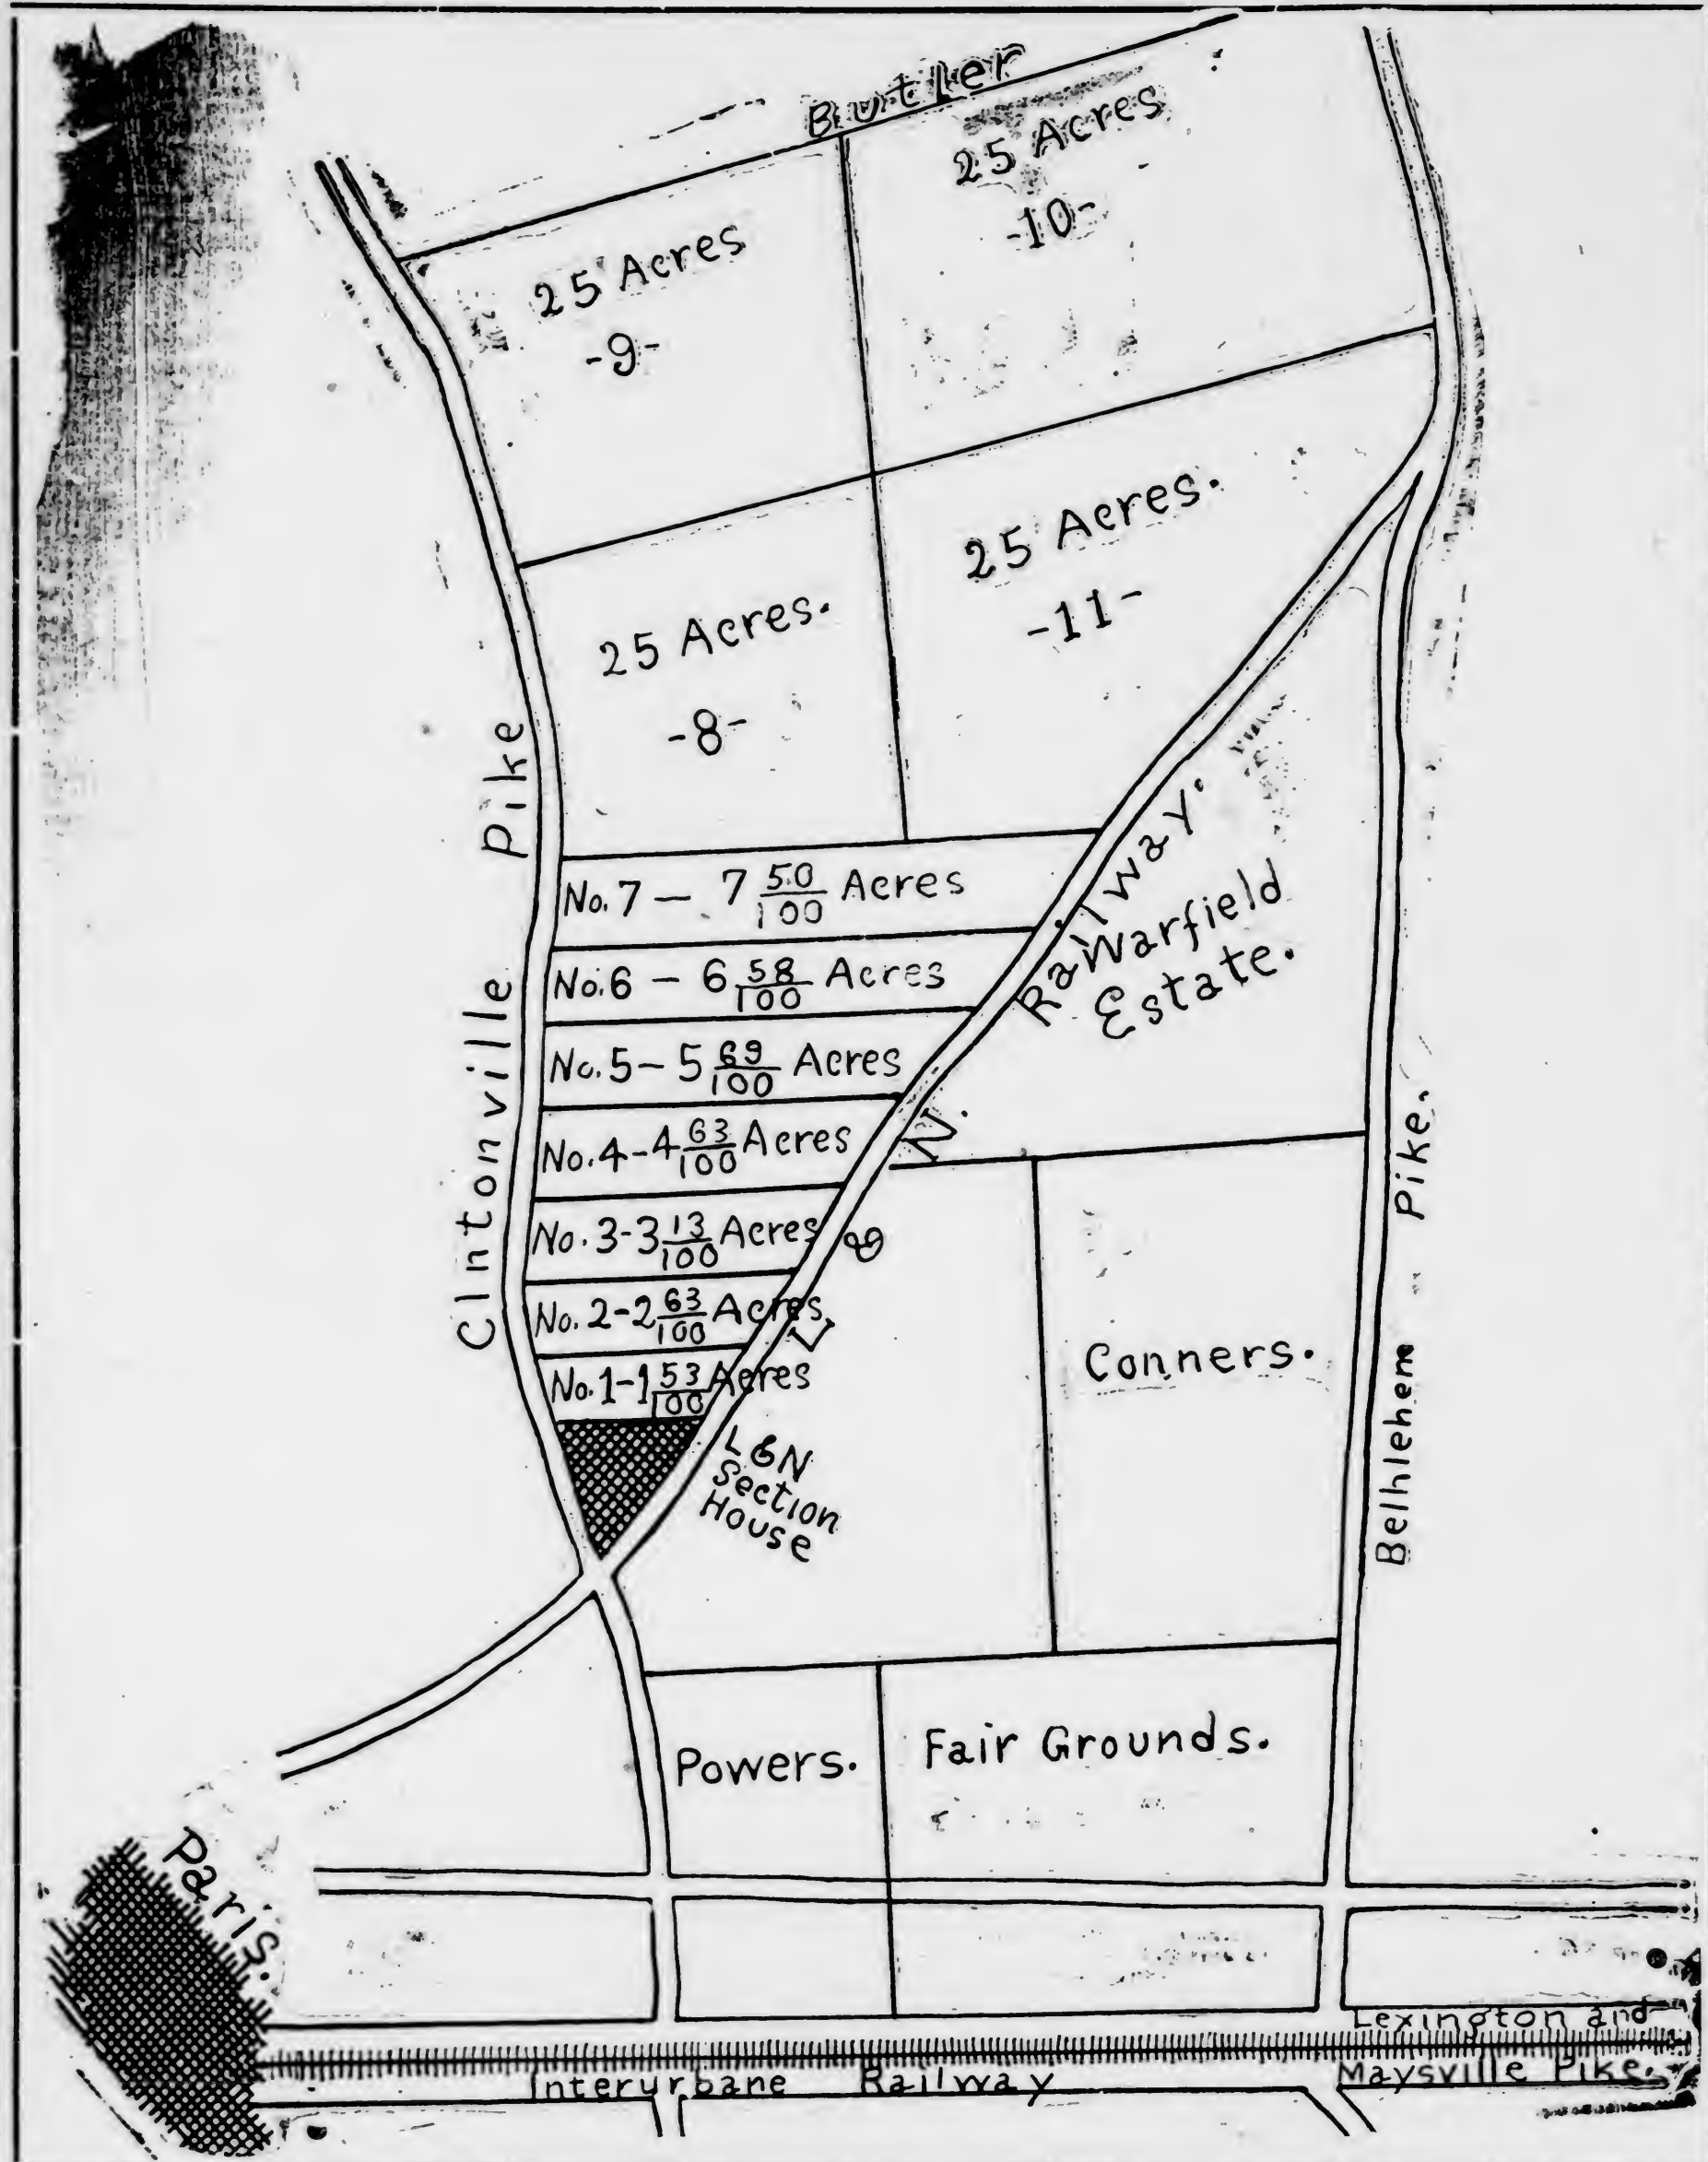 Butler
25 Acres
-10-
25 Acres
-9-
25 Acres.
-11-
25 Acres.
-8-
Clintonville Pike
No. 7 — 7 50/100 Acres
No. 6 — 6 58/100 Acres
No. 5 — 5 69/100 Acres
No. 4 - 4 63/100 Acres
No. 3 - 3 13/100 Acres
No. 2 - 2 63/100 Acres
No. 1 - 1 53/100 Acres
L & N. Railway.
Warfield
Estate.
L&N
Section
House
Conners.
Belhlehem Pike.
Powers.
Fair Grounds.
Paris.
Lexington and
Maysville Pike.
Interurbane Railway